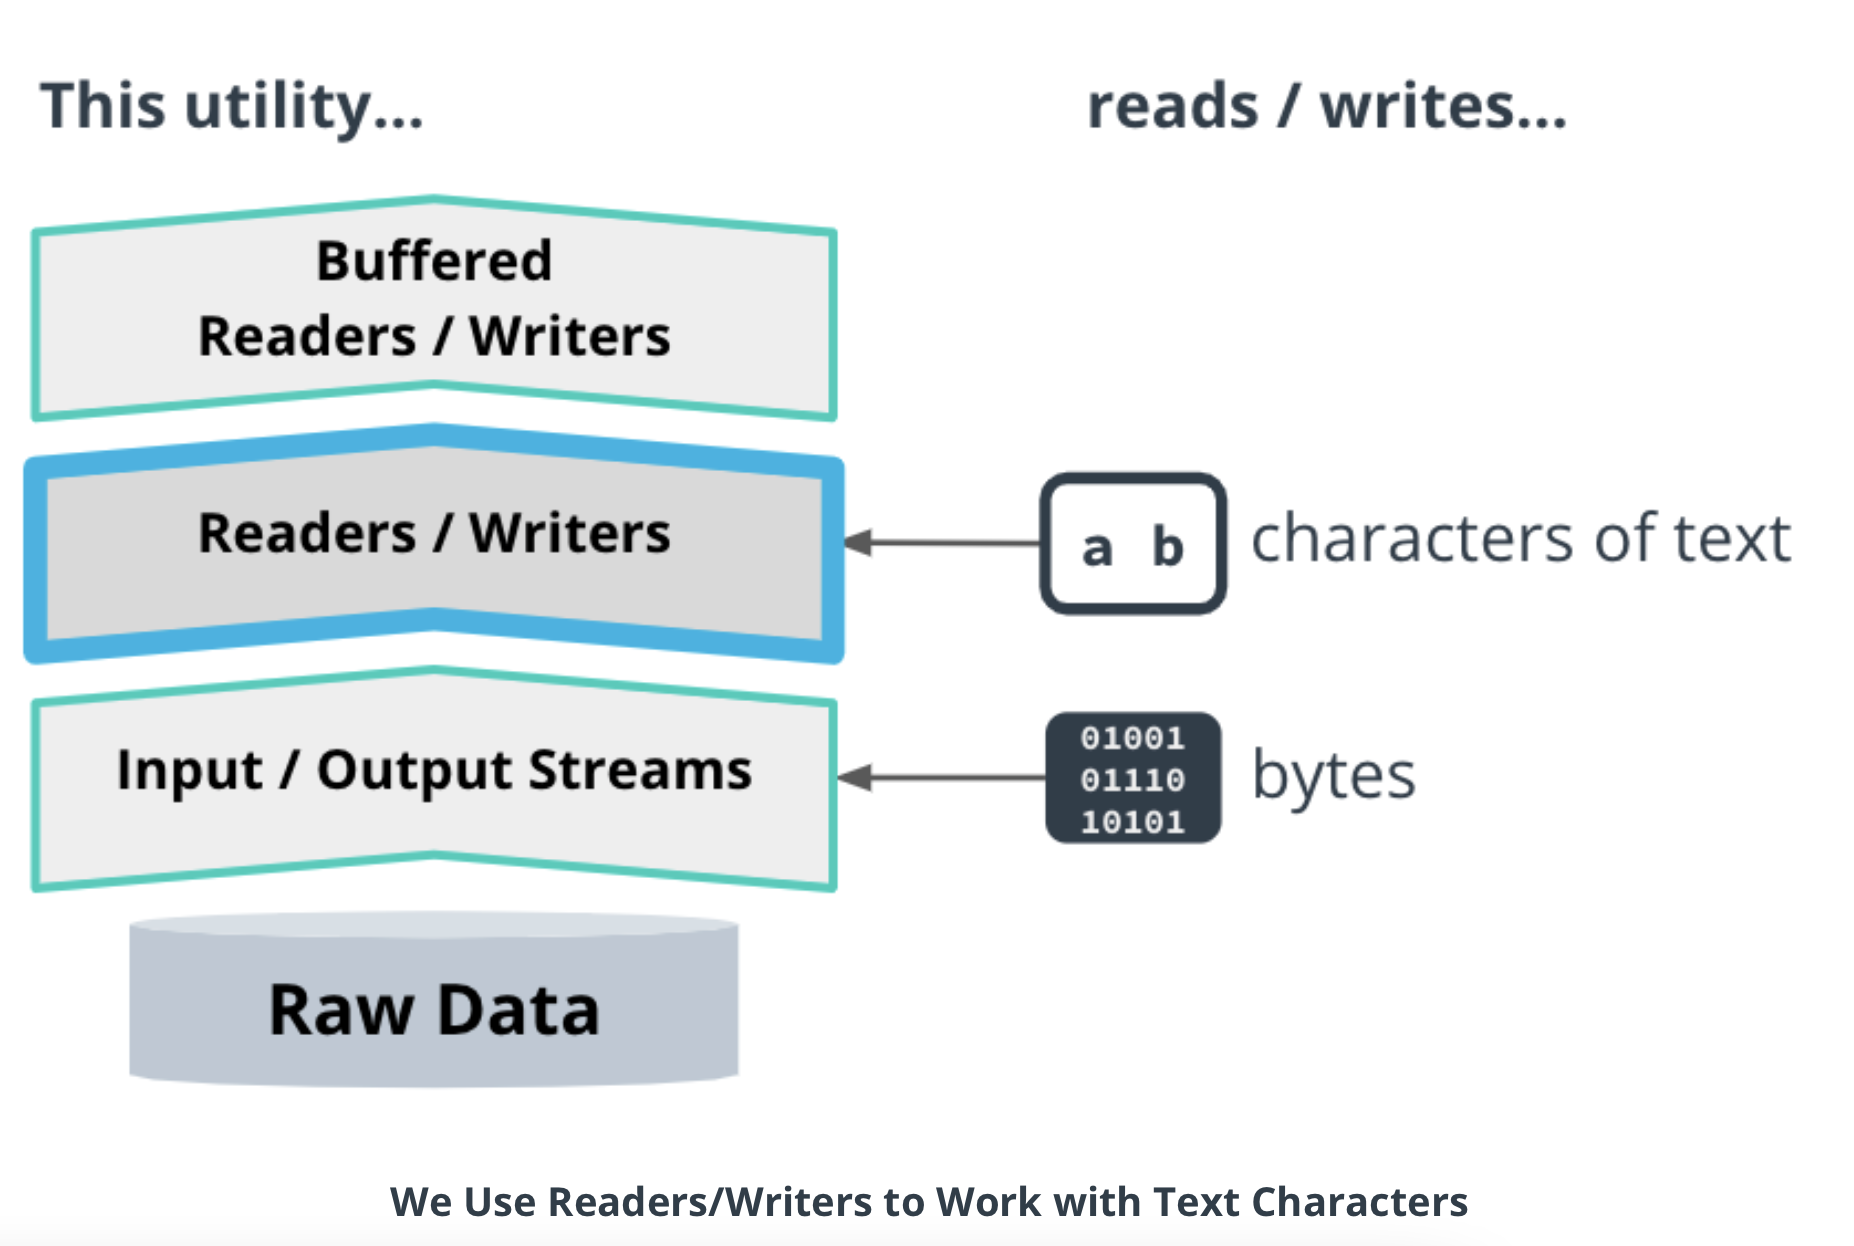 This utility...
reads / writes...
Buffered
Readers / Writers
Readers / Writers
a b
characters of text
Input / Output Streams
01001
01110
10101
bytes
Raw Data
We Use Readers/Writers to Work with Text Characters